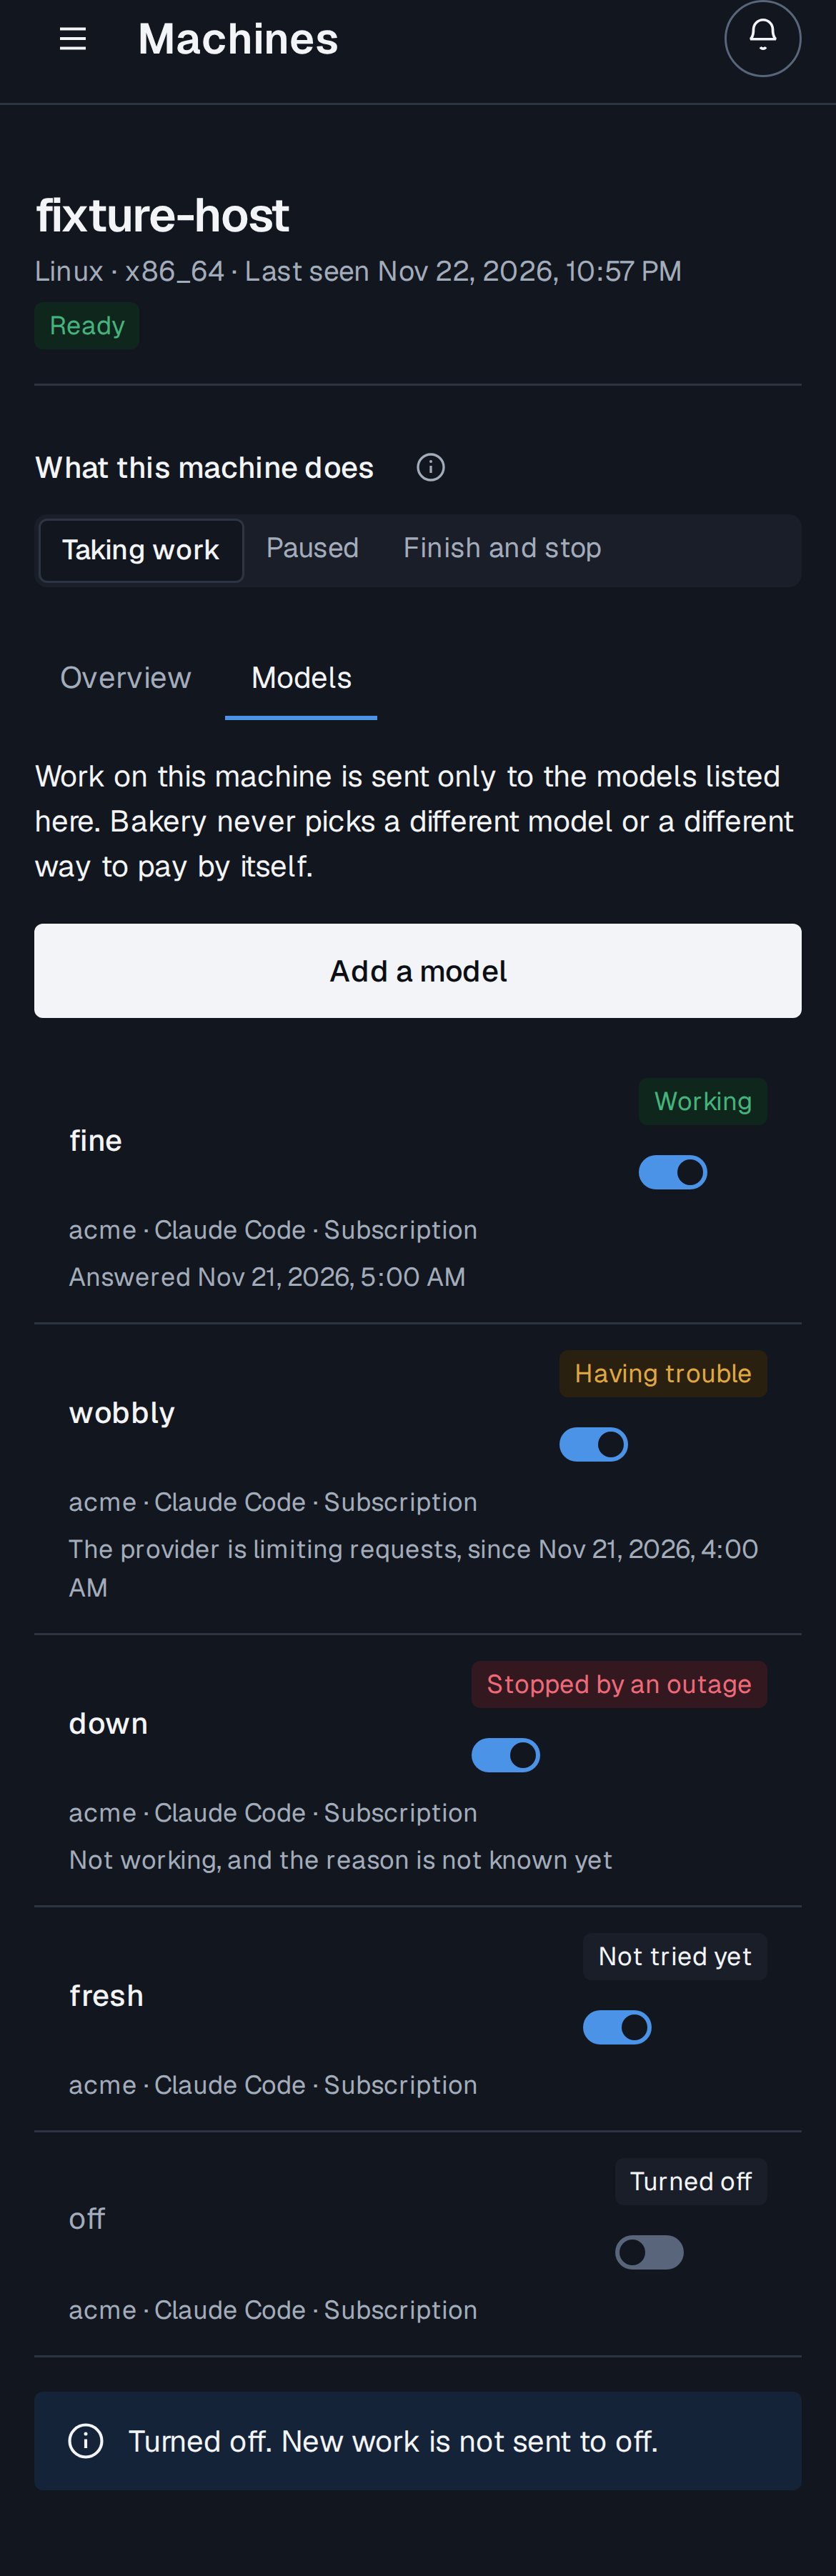 Machines
fixture-host
Linux · x86_64 · Last seen Nov 22, 2026, 10:57 PM
Ready
What this machine does
Taking work
Paused
Finish and stop
Overview
Models
Work on this machine is sent only to the models listed
here. Bakery never picks a different model or a different
way to pay by itself.
Add a model
Working
fine
acme · Claude Code · Subscription
Answered Nov 21, 2026, 5:00 AM
Having trouble
wobbly
acme · Claude Code · Subscription
The provider is limiting requests, since Nov 21, 2026, 4:00
AM
Stopped by an outage
down
acme · Claude Code · Subscription
Not working, and the reason is not known yet
Not tried yet
fresh
acme · Claude Code · Subscription
Turned off
off
acme · Claude Code · Subscription
Turned off. New work is not sent to off.